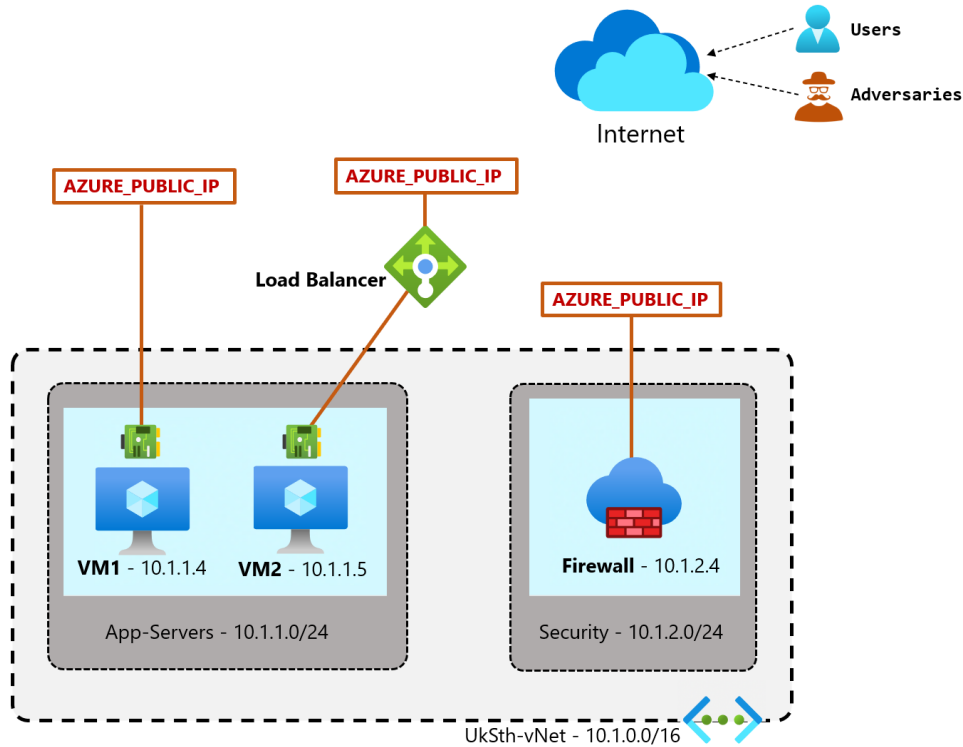 Users
Adversaries
Internet
AZURE_PUBLIC_IP
AZURE_PUBLIC_IP
Load Balancer
AZURE_PUBLIC_IP
VM1 - 10.1.1.4
VM2 - 10.1.1.5
Firewall - 10.1.2.4
App-Servers - 10.1.1.0/24
Security - 10.1.2.0/24
UkSth-vNet - 10.1.0.0/16